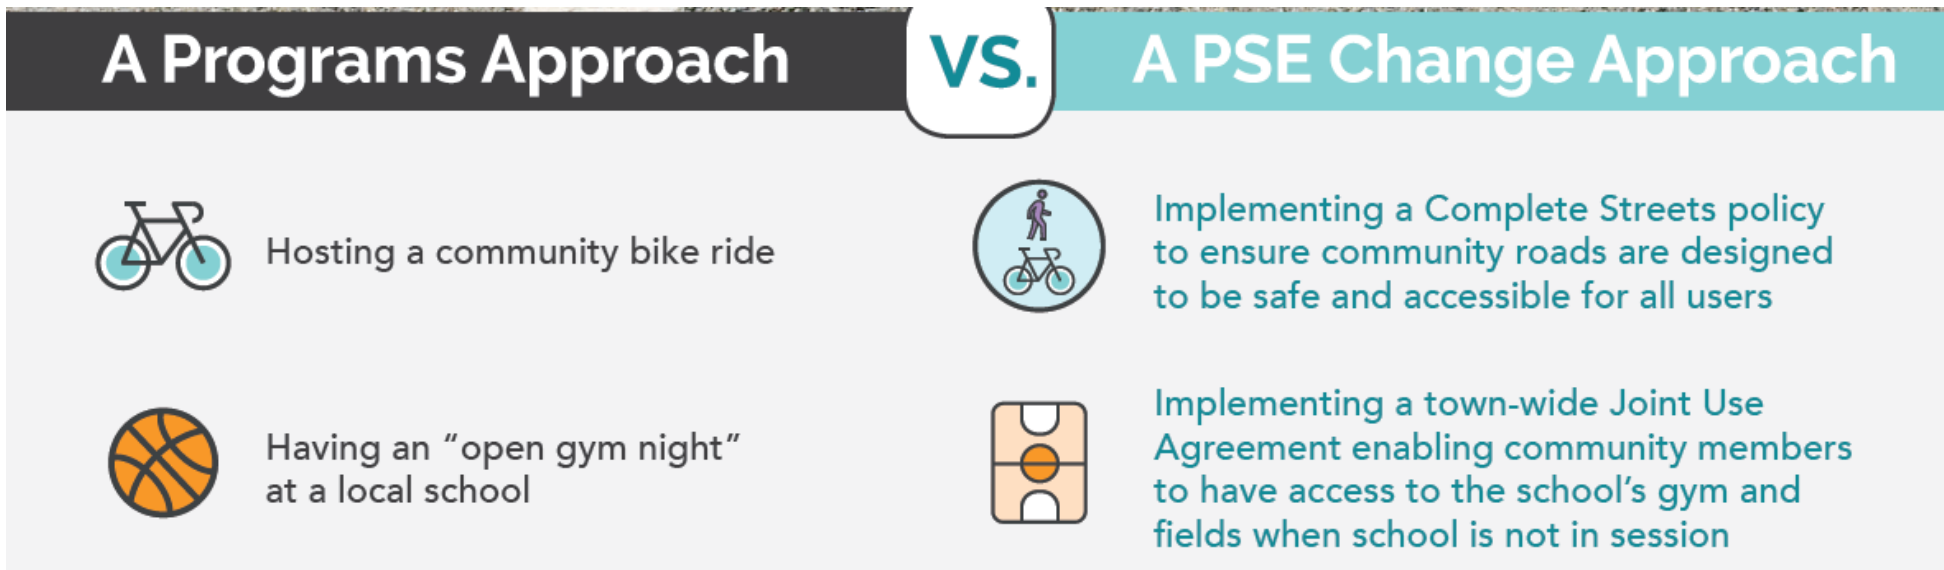 A Programs Approach
VS.
A PSE Change Approach
Hosting a community bike ride
Implementing a Complete Streets policy
to ensure community roads are designed
to be safe and accessible for all users
Having an “open gym night”
at a local school
Implementing a town-wide Joint Use
Agreement enabling community members
to have access to the school’s gym and
fields when school is not in session